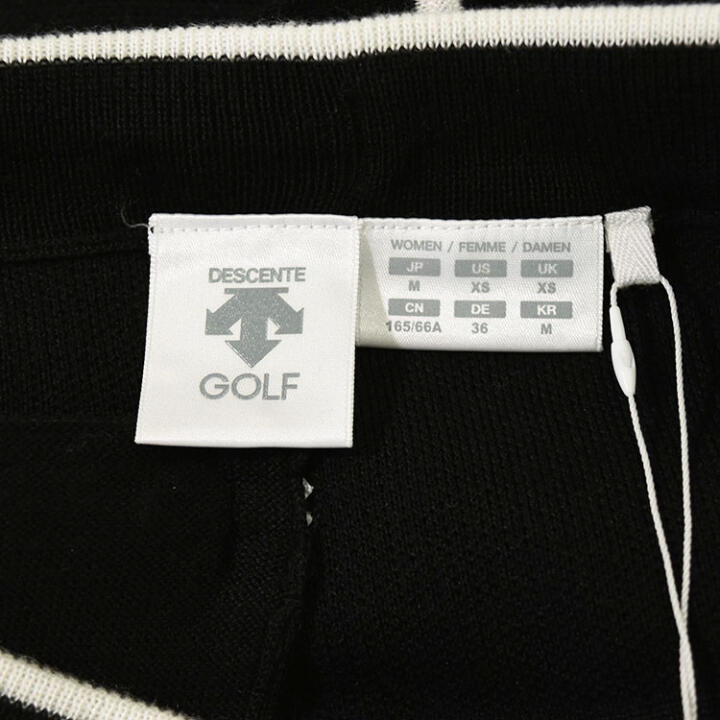 DESCENTE
GOLF
WOMEN / FEMME / DAMEN
JP US UK
M XS XS
CN DE KR
165/66A 36 M